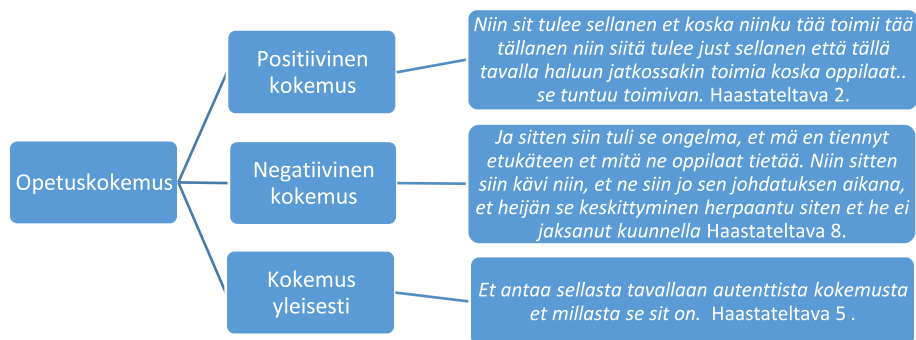 Opetuskokemus
Positiivinen
kokemus
Niin sit tulee sellanen et koska niinku tää toimii tää
tällanen niin siitä tulee just sellanen että tällä
tavalla haluun jatkossakin toimia koska oppilaat..
se tuntuu toimivan. Haastateltava 2.
Negatiivinen
kokemus
Ja sitten siin tuli se ongelma, et mä en tiennyt
etukäteen et mitä ne oppilaat tietää. Niin sitten
siin kävi niin, et ne siin jo sen johdatuksen aikana,
et heijän se keskittyminen herpaantu siten et he ei
jaksanut kuunnella Haastateltava 8.
Kokemus
yleisesti
Et antaa sellasta tavallaan autenttista kokemusta
et millasta se sit on. Haastateltava 5 .